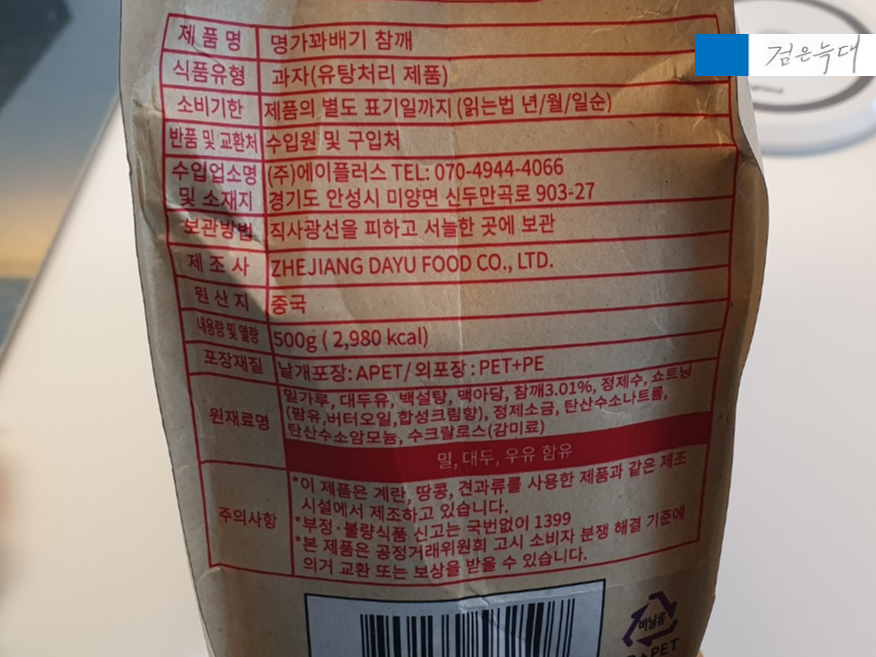 검은늑대
제품명 명가꽈배기 참깨
식품유형 과자(유탕처리 제품)
소비기한 제품의 별도 표기일까지 (읽는법 년/월/일순)
반품 및 교환처 수입원 및 구입처
수입업소명 (주)에이플러스 TEL: 070-4944-4066
및 소재지 경기도 안성시 미양면 신두만곡로 903-27
보관방법 직사광선을 피하고 서늘한 곳에 보관
제조사 ZHEJIANG DAYU FOOD CO., LTD.
원산지 중국
내용량 및 열량 500g ( 2,980 kcal)
포장재질 낱개포장: APET/ 외포장 : PET+PE
원재료명 밀가루, 대두유, 백설탕, 맥아당, 참깨3.01%, 정제수, 쇼트닝
(팜유,버터오일,합성크림향), 정제소금, 탄산수소나트륨,
탄산수소암모늄, 수크랄로스(감미료)
밀, 대두, 우유 함유
주의사항 *이 제품은 계란, 땅콩, 견과류를 사용한 제품과 같은 제조
시설에서 제조하고 있습니다.
*부정·불량식품 신고는 국번없이 1399
*본 제품은 공정거래위원회 고시 소비자 분쟁 해결 기준에
의거 교환 또는 보상을 받을 수 있습니다.
비닐류